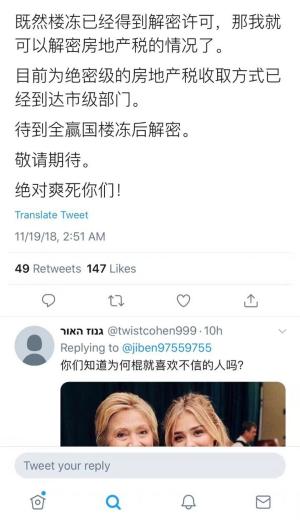 既然楼冻已经得到解密许可，那我就
可以解密房地产税的情况了。
目前为绝密级的房地产税收取方式已
经到达市级部门。
待到全赢国楼冻后解密。
敬请期待。
绝对爽死你们！
Translate Tweet
11/19/18, 2:51 AM
49 Retweets 147 Likes
גנוז האור @twistcohen999 · 10h
Replying to @jiben97559755
你们知道为何棍就喜欢不信的人吗?
Tweet your reply